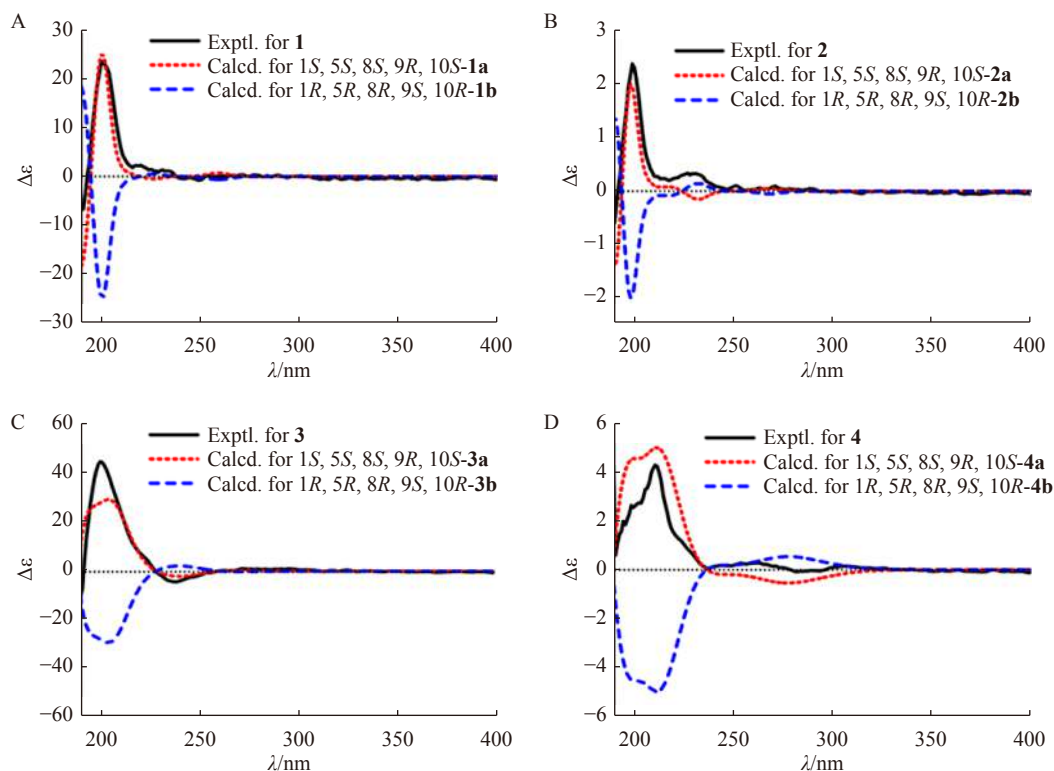 A
Exptl. for 1
Calcd. for 1S, 5S, 8S, 9R, 10S-1a
Calcd. for 1R, 5R, 8R, 9S, 10R-1b
30
20
10
0
−10
−20
−30
Δε
200 250 300 350 400
λ/nm
B
Exptl. for 2
Calcd. for 1S, 5S, 8S, 9R, 10S-2a
Calcd. for 1R, 5R, 8R, 9S, 10R-2b
3
2
1
0
−1
−2
Δε
200 250 300 350 400
λ/nm
C
Exptl. for 3
Calcd. for 1S, 5S, 8S, 9R, 10S-3a
Calcd. for 1R, 5R, 8R, 9S, 10R-3b
60
40
20
0
−20
−40
−60
Δε
200 250 300 350 400
λ/nm
D
Exptl. for 4
Calcd. for 1S, 5S, 8S, 9R, 10S-4a
Calcd. for 1R, 5R, 8R, 9S, 10R-4b
6
4
2
0
−2
−4
−6
Δε
200 250 300 350 400
λ/nm